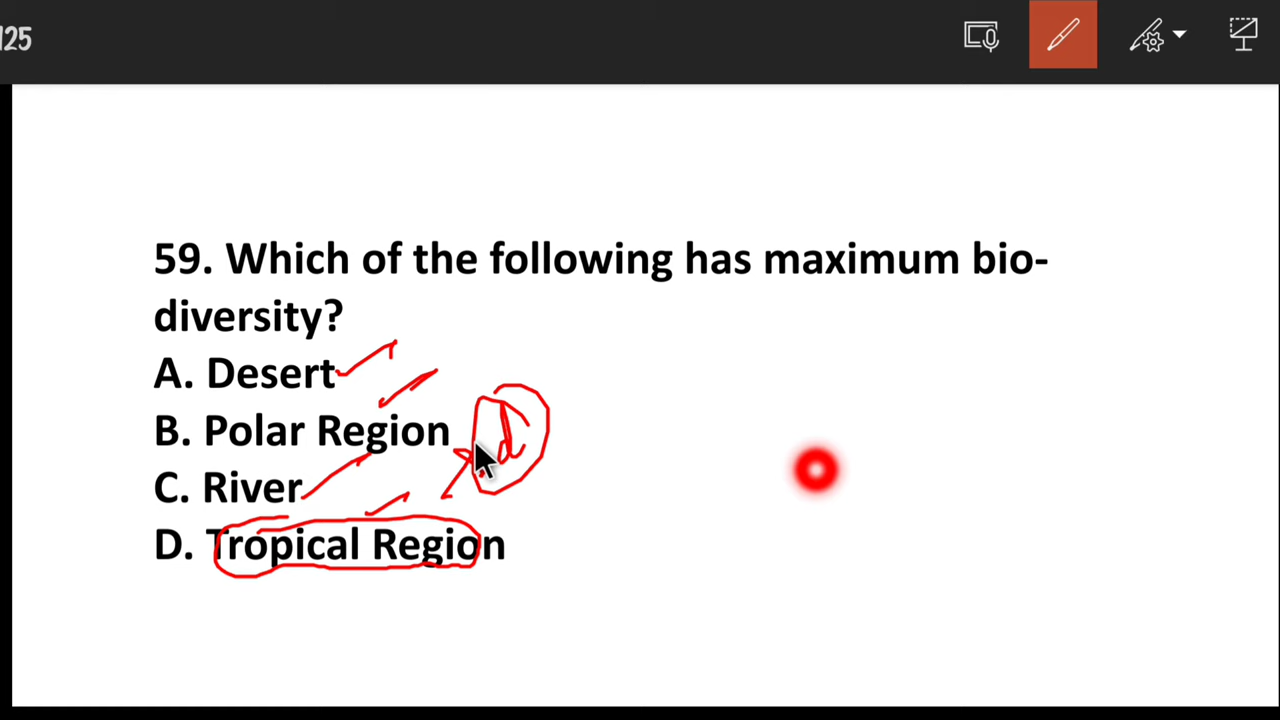 125
59. Which of the following has maximum bio-
diversity?
A. Desert
B. Polar Region
d
C. River
D. Tropical Region